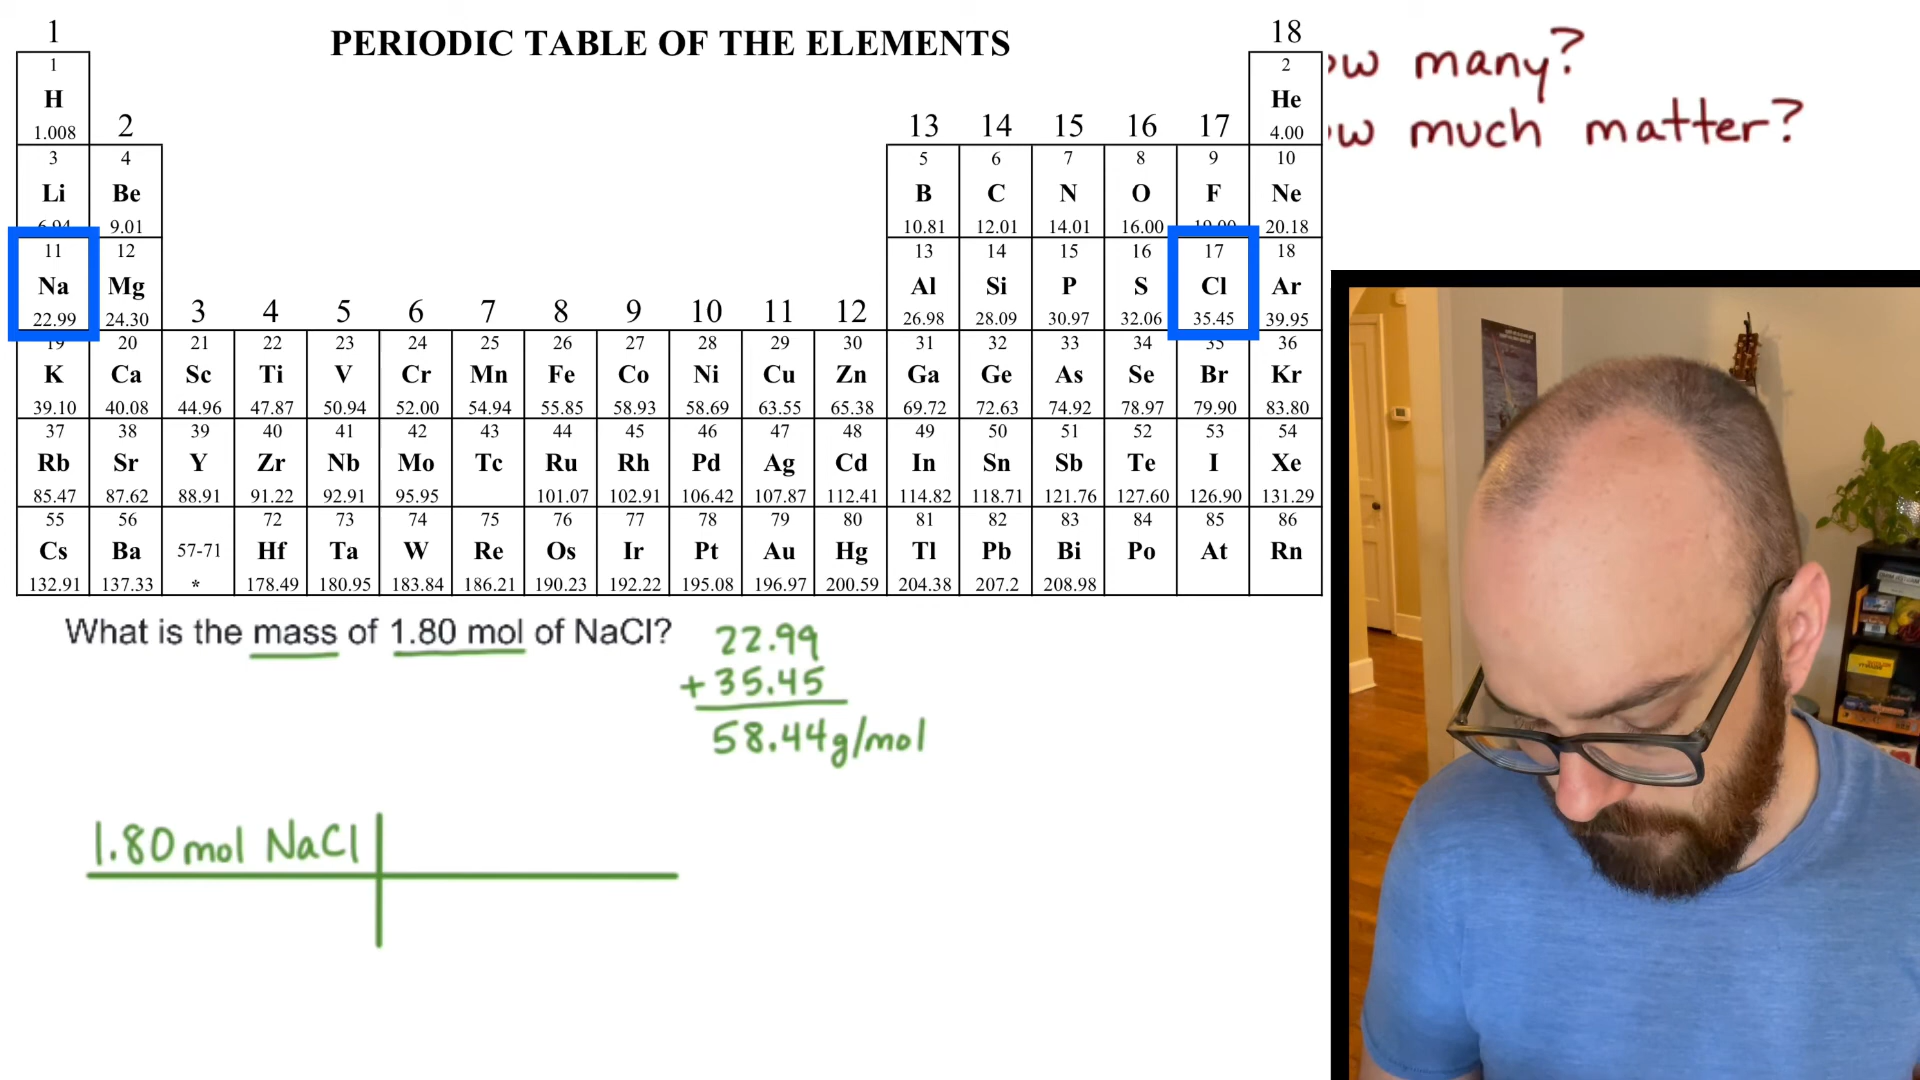 1 18
PERIODIC TABLE OF THE ELEMENTS
ow many?
ow much matter?
1 2
H He
1.008 2 13 14 15 16 17 4.00
3 4 5 6 7 8 9 10
Li Be B C N O F Ne
6.94 9.01 10.81 12.01 14.01 16.00 19.00 20.18
11 12 13 14 15 16 17 18
Na Mg Al Si P S Cl Ar
22.99 24.30 3 4 5 6 7 8 9 10 11 12 26.98 28.09 30.97 32.06 35.45 39.95
19 20 21 22 23 24 25 26 27 28 29 30 31 32 33 34 35 36
K Ca Sc Ti V Cr Mn Fe Co Ni Cu Zn Ga Ge As Se Br Kr
39.10 40.08 44.96 47.87 50.94 52.00 54.94 55.85 58.93 58.69 63.55 65.38 69.72 72.63 74.92 78.97 79.90 83.80
37 38 39 40 41 42 43 44 45 46 47 48 49 50 51 52 53 54
Rb Sr Y Zr Nb Mo Tc Ru Rh Pd Ag Cd In Sn Sb Te I Xe
85.47 87.62 88.91 91.22 92.91 95.95 101.07 102.91 106.42 107.87 112.41 114.82 118.71 121.76 127.60 126.90 131.29
55 56 57-71 72 73 74 75 76 77 78 79 80 81 82 83 84 85 86
Cs Ba Hf Ta W Re Os Ir Pt Au Hg Tl Pb Bi Po At Rn
132.91 137.33 * 178.49 180.95 183.84 186.21 190.23 192.22 195.08 196.97 200.59 204.38 207.2 208.98
What is the mass of 1.80 mol of NaCl?
22.99
+ 35.45
58.44g/mol
1.80 mol NaCl